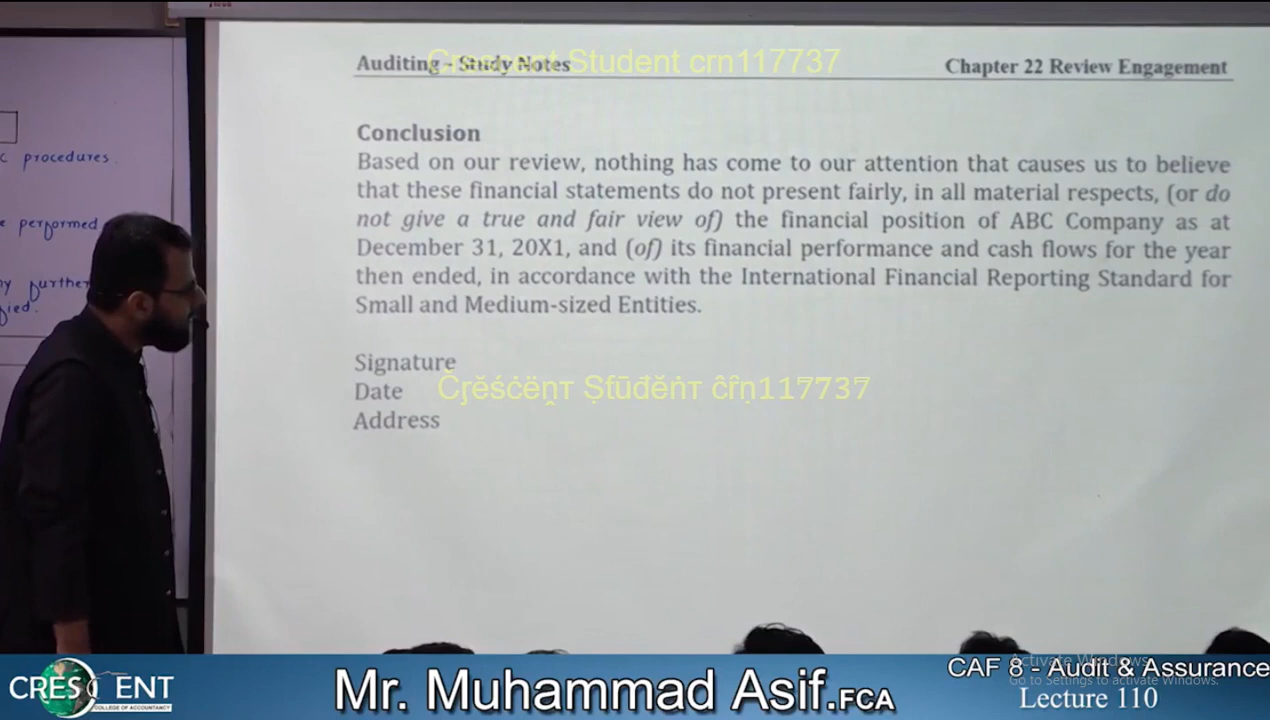 Auditing - Study Notes
Crescent Student crn117737
Chapter 22 Review Engagement
c procedures.
e performed
y further
fied.
Conclusion
Based on our review, nothing has come to our attention that causes us to believe
that these financial statements do not present fairly, in all material respects, (or do
not give a true and fair view of) the financial position of ABC Company as at
December 31, 20X1, and (of) its financial performance and cash flows for the year
then ended, in accordance with the International Financial Reporting Standard for
Small and Medium-sized Entities.
Signature
Date
Address
CRESCENT
COLLEGE OF ACCOUNTANCY
Mr. Muhammad Asif.FCA
CAF 8 - Audit & Assurance
Lecture 110
Activate Windows
Go to Settings to activate Windows.